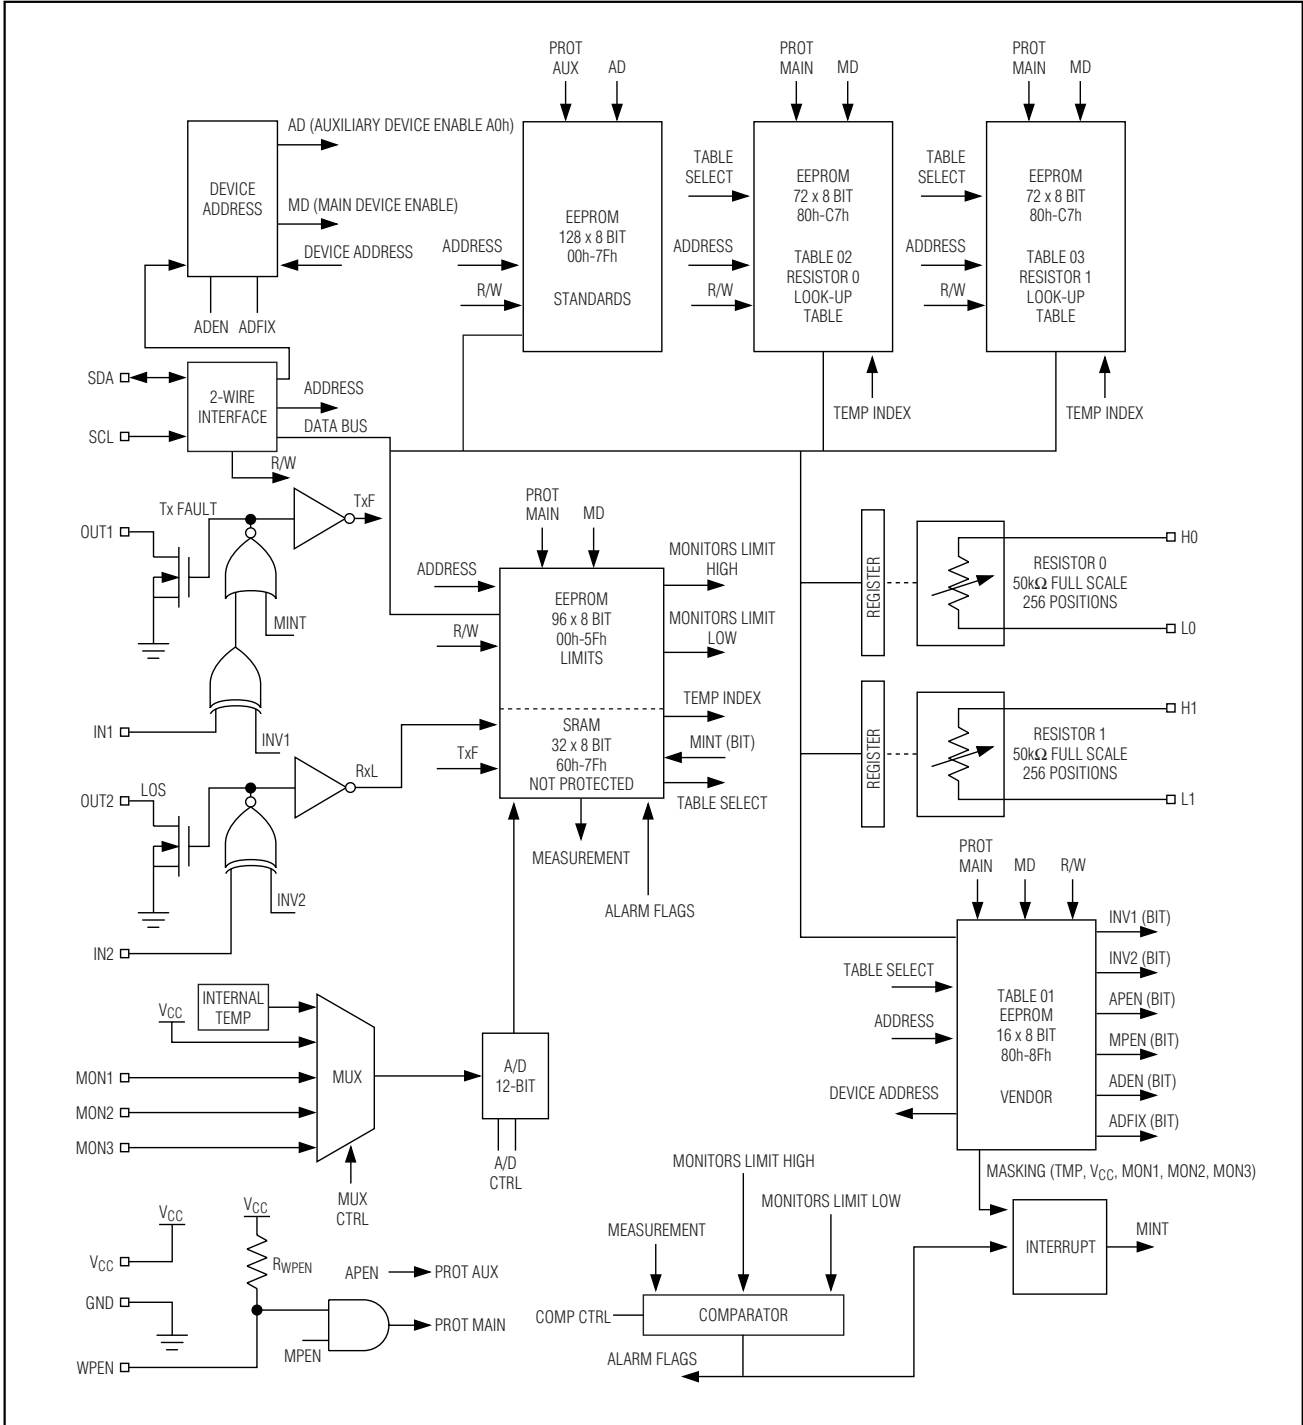 PROT
AUX
AD
PROT
MAIN
MD
PROT
MAIN
MD
AD (AUXILIARY DEVICE ENABLE A0h)
DEVICE
ADDRESS
MD (MAIN DEVICE ENABLE)
DEVICE ADDRESS
ADEN
ADFIX
ADDRESS
R/W
EEPROM
128 x 8 BIT
00h-7Fh
STANDARDS
TABLE
SELECT
ADDRESS
R/W
EEPROM
72 x 8 BIT
80h-C7h
TABLE 02
RESISTOR 0
LOOK-UP
TABLE
TEMP INDEX
TABLE
SELECT
ADDRESS
R/W
EEPROM
72 x 8 BIT
80h-C7h
TABLE 03
RESISTOR 1
LOOK-UP
TABLE
TEMP INDEX
SDA
SCL
2-WIRE
INTERFACE
ADDRESS
DATA BUS
R/W
Tx FAULT
TxF
OUT1
MINT
IN1
INV1
LOS
RxL
OUT2
INV2
IN2
PROT
MAIN
MD
ADDRESS
R/W
EEPROM
96 x 8 BIT
00h-5Fh
LIMITS
SRAM
32 x 8 BIT
60h-7Fh
NOT PROTECTED
TxF
MONITORS LIMIT
HIGH
MONITORS LIMIT
LOW
TEMP INDEX
MINT (BIT)
TABLE SELECT
MEASUREMENT
ALARM FLAGS
REGISTER
RESISTOR 0
50kΩ FULL SCALE
256 POSITIONS
H0
L0
REGISTER
RESISTOR 1
50kΩ FULL SCALE
256 POSITIONS
H1
L1
PROT
MAIN
MD
R/W
TABLE SELECT
ADDRESS
DEVICE ADDRESS
TABLE 01
EEPROM
16 x 8 BIT
80h-8Fh
VENDOR
INV1 (BIT)
INV2 (BIT)
APEN (BIT)
MPEN (BIT)
ADEN (BIT)
ADFIX (BIT)
MASKING (TMP, VCC, MON1, MON2, MON3)
INTERNAL
TEMP
VCC
MON1
MON2
MON3
MUX
MUX
CTRL
A/D
12-BIT
A/D
CTRL
VCC
VCC
GND
WPEN
VCC
RWPEN
APEN
PROT AUX
MPEN
PROT MAIN
MONITORS LIMIT HIGH
MONITORS LIMIT LOW
MEASUREMENT
COMP CTRL
COMPARATOR
ALARM FLAGS
INTERRUPT
MINT